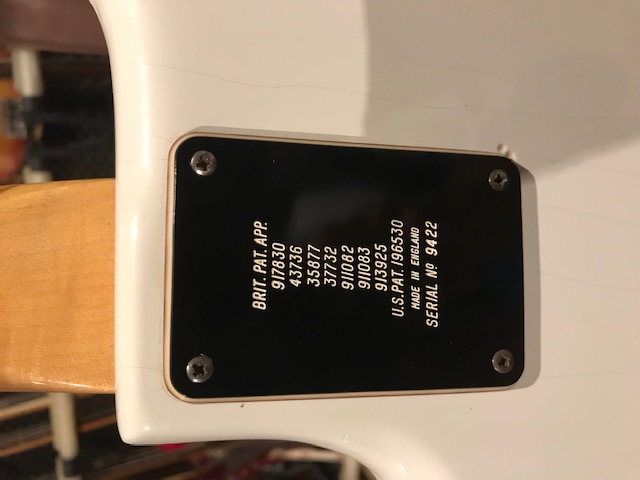 BRIT. PAT. APP.
917830
43736
35877
37732
911082
911083
913925
U.S. PAT. 196530
MADE IN ENGLAND
SERIAL Nº 9422